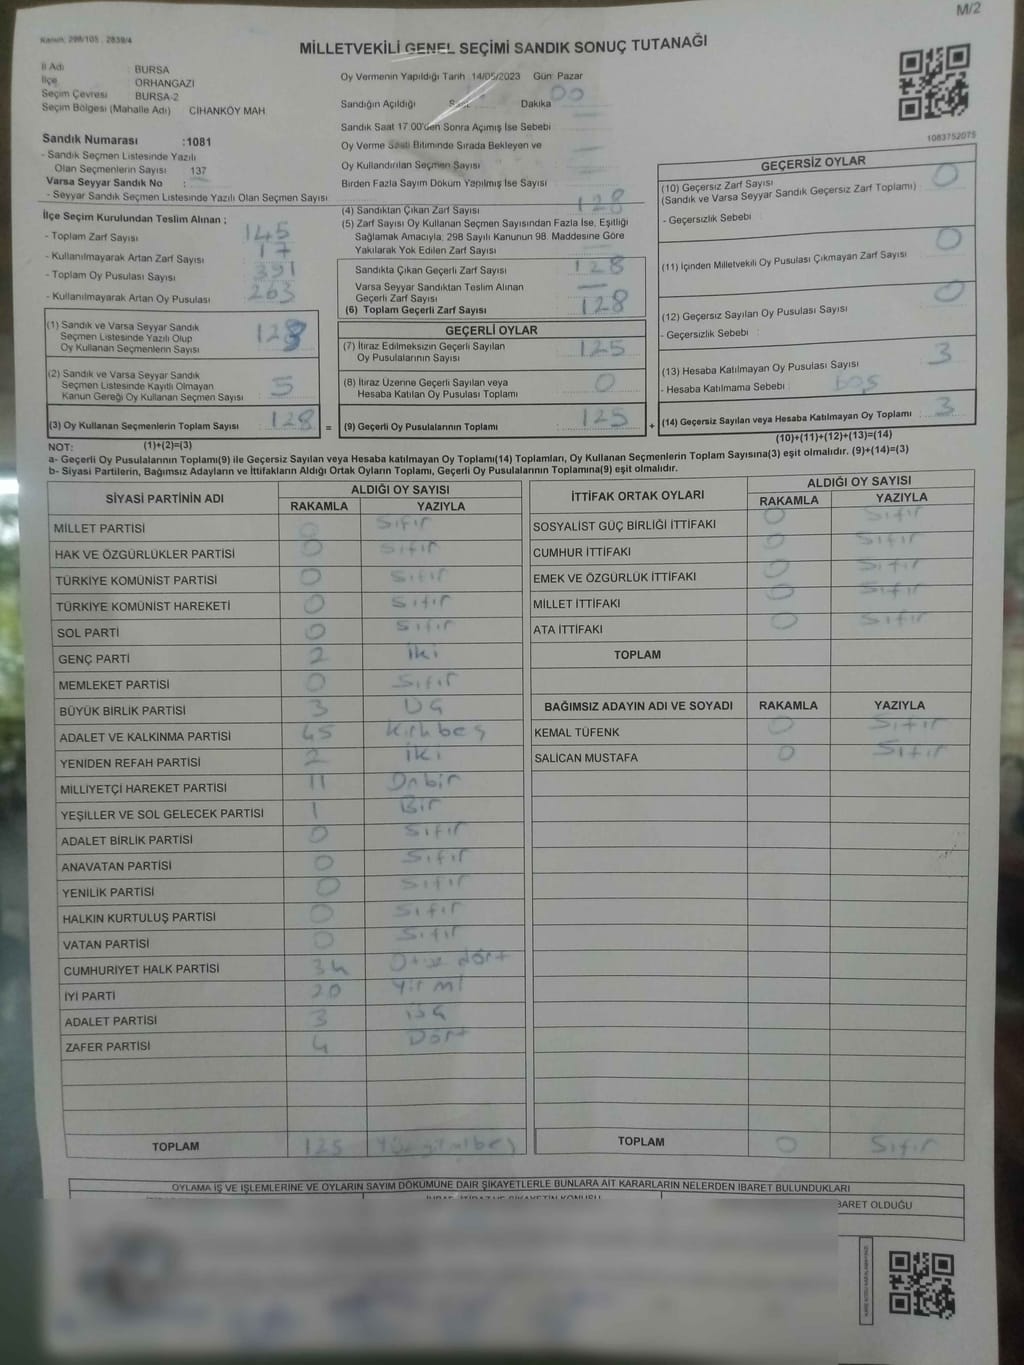 M/2
Kanun: 298/105 , 2839/4
MİLLETVEKİLİ GENEL SEÇİMİ SANDIK SONUÇ TUTANAĞI
İl Adı BURSA
İlçe ORHANGAZİ
Seçim Çevresi BURSA-2
Seçim Bölgesi (Mahalle Adı) CİHANKÖY MAH
Sandık Numarası :1081
- Sandık Seçmen Listesinde Yazılı
Olan Seçmenlerin Sayısı 137
Varsa Seyyar Sandık No :
- Seyyar Sandık Seçmen Listesinde Yazılı Olan Seçmen Sayısı
Oy Vermenin Yapıldığı Tarih 14/05/2023 Gün: Pazar
Sandığın Açıldığı Saat Dakika 00
Sandık Saat 17.00'den Sonra Açımış İse Sebebi
Oy Verme Saati Bitiminde Sırada Bekleyen ve
Oy Kullandırılan Seçmen Sayısı
Birden Fazla Sayım Döküm Yapılmış İse Sayısı
1083752075
İlçe Seçim Kurulundan Teslim Alınan ;
- Toplam Zarf Sayısı 145
- Kullanılmayarak Artan Zarf Sayısı 17
- Toplam Oy Pusulası Sayısı 391
- Kullanılmayarak Artan Oy Pusulası 263
(1) Sandık ve Varsa Seyyar Sandık
Seçmen Listesinde Yazılı Olup
Oy Kullanan Seçmenlerin Sayısı
(2) Sandık ve Varsa Seyyar Sandık
Seçmen Listesinde Kayıtlı Olmayan
Kanun Gereği Oy Kullanan Seçmen Sayısı 5
(3) Oy Kullanan Seçmenlerin Toplam Sayısı 128 =
(4) Sandıktan Çıkan Zarf Sayısı 128
(5) Zarf Sayısı Oy Kullanan Seçmen Sayısından Fazla İse, Eşitliği
Sağlamak Amacıyla, 298 Sayılı Kanunun 98. Maddesine Göre
Yakılarak Yok Edilen Zarf Sayısı
Sandıkta Çıkan Geçerli Zarf Sayısı 128
Varsa Seyyar Sandıktan Teslim Alınan
Geçerli Zarf Sayısı
(6) Toplam Geçerli Zarf Sayısı 128
GEÇERLİ OYLAR
(7) İtiraz Edilmeksizin Geçerli Sayılan
Oy Pusulalarının Sayısı 125
(8) İtiraz Üzerine Geçerli Sayılan veya
Hesaba Katılan Oy Pusulası Toplamı 0
(9) Geçerli Oy Pusulalarının Toplamı 125 +
GEÇERSİZ OYLAR
(10) Geçersiz Zarf Sayısı 0
(Sandık ve Varsa Seyyar Sandık Geçersiz Zarf Toplamı)
- Geçersizlik Sebebi :
(11) İçinden Milletvekili Oy Pusulası Çıkmayan Zarf Sayısı 0
(12) Geçersiz Sayılan Oy Pusulası Sayısı 0
- Geçersizlik Sebebi :
(13) Hesaba Katılmayan Oy Pusulası Sayısı 3
- Hesaba Katılmama Sebebi : boş
(14) Geçersiz Sayılan veya Hesaba Katılmayan Oy Toplamı 3
NOT: (1)+(2)=(3) (10)+(11)+(12)+(13)=(14)
a- Geçerli Oy Pusulalarının Toplamı(9) ile Geçersiz Sayılan veya Hesaba katılmayan Oy Toplamı(14) Toplamları, Oy Kullanan Seçmenlerin Toplam Sayısına(3) eşit olmalıdır. (9)+(14)=(3)
b- Siyasi Partilerin, Bağımsız Adayların ve İttifakların Aldığı Ortak Oyların Toplamı, Geçerli Oy Pusulalarının Toplamına(9) eşit olmalıdır.
SİYASİ PARTİNİN ADI ALDIĞI OY SAYISI
RAKAMLA YAZIYLA
MİLLET PARTİSİ 0 Sıfır
HAK VE ÖZGÜRLÜKLER PARTİSİ 0 Sıfır
TÜRKİYE KOMÜNİST PARTİSİ 0 Sıfır
TÜRKİYE KOMÜNİST HAREKETİ 0 Sıfır
SOL PARTİ 0 Sıfır
GENÇ PARTİ 2 İki
MEMLEKET PARTİSİ 0 Sıfır
BÜYÜK BİRLİK PARTİSİ 3 Üç
ADALET VE KALKINMA PARTİSİ 45 Kırkbeş
YENİDEN REFAH PARTİSİ 2 İki
MİLLİYETÇİ HAREKET PARTİSİ 11 Onbir
YEŞİLLER VE SOL GELECEK PARTİSİ 1 Bir
ADALET BİRLİK PARTİSİ 0 Sıfır
ANAVATAN PARTİSİ 0 Sıfır
YENİLİK PARTİSİ 0 Sıfır
HALKIN KURTULUŞ PARTİSİ 0 Sıfır
VATAN PARTİSİ 0 Sıfır
CUMHURİYET HALK PARTİSİ 34 Otuz dört
İYİ PARTİ 20 Yirmi
ADALET PARTİSİ 3
ZAFER PARTİSİ 4 Dört
TOPLAM 125 Yüzyirmibeş
İTTİFAK ORTAK OYLARI ALDIĞI OY SAYISI
RAKAMLA YAZIYLA
SOSYALİST GÜÇ BİRLİĞİ İTTİFAKI 0 Sıfır
CUMHUR İTTİFAKI 0 Sıfır
EMEK VE ÖZGÜRLÜK İTTİFAKI 0 Sıfır
MİLLET İTTİFAKI 0 Sıfır
ATA İTTİFAKI 0 Sıfır
TOPLAM
BAĞIMSIZ ADAYIN ADI VE SOYADI RAKAMLA YAZIYLA
KEMAL TÜFENK 0 Sıfır
SALİCAN MUSTAFA 0 Sıfır
TOPLAM 0 Sıfır
OYLAMA İŞ VE İŞLEMLERİNE VE OYLARIN SAYIM DÖKÜMÜNE DAİR ŞİKAYETLERLE BUNLARA AİT KARARLARIN NELERDEN İBARET BULUNDUKLARI
BARET OLDUĞU